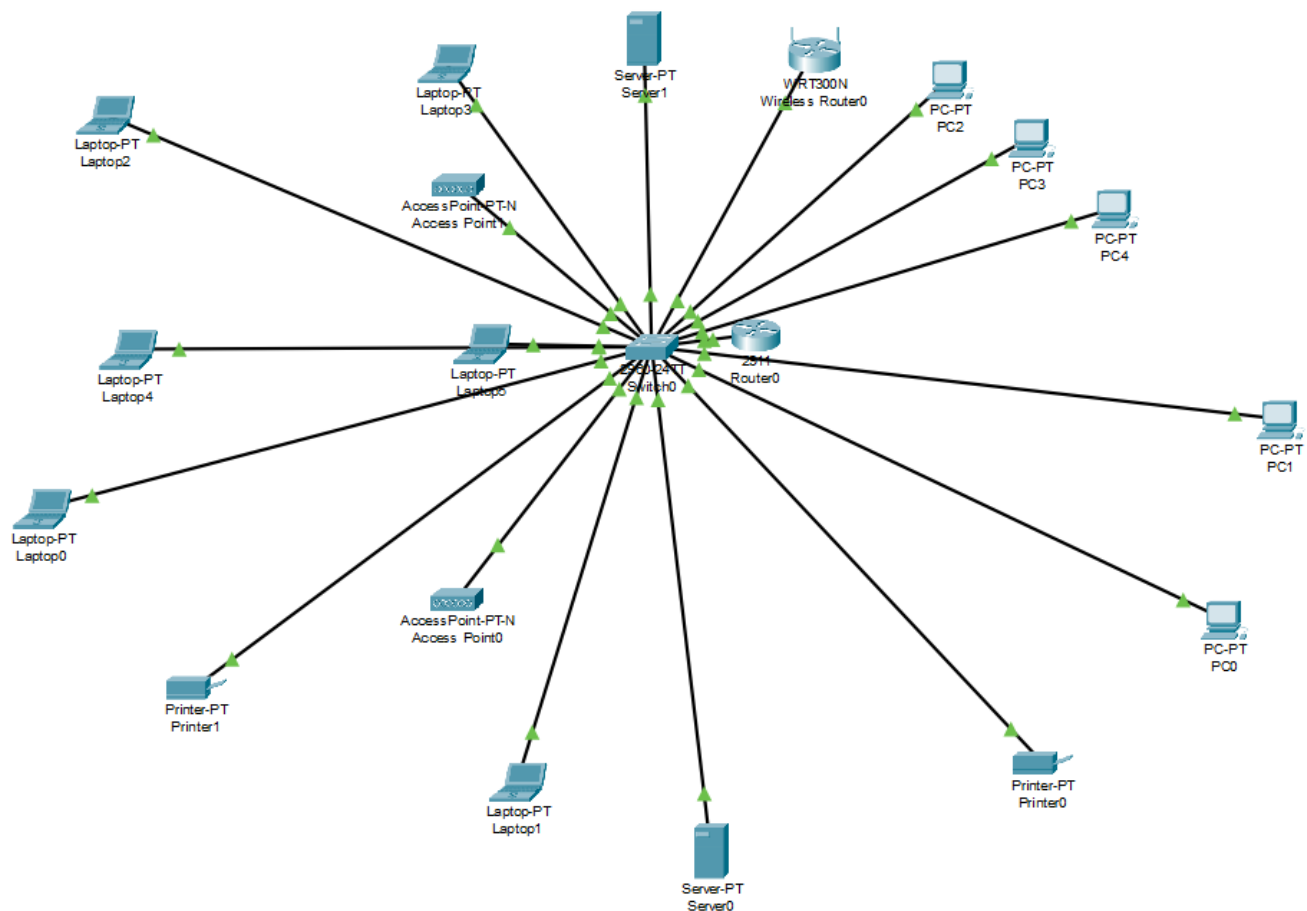 Server-PT
Server1
WRT300N
Wireless Router0
Laptop-PT
Laptop3
PC-PT
PC2
Laptop-PT
Laptop2
PC-PT
PC3
AccessPoint-PT-N
Access Point1
PC-PT
PC4
Laptop-PT
Laptop4
Laptop-PT
Laptop5
2960-24TT
Switch0
2911
Router0
PC-PT
PC1
Laptop-PT
Laptop0
AccessPoint-PT-N
Access Point0
PC-PT
PC0
Printer-PT
Printer1
Laptop-PT
Laptop1
Printer-PT
Printer0
Server-PT
Server0